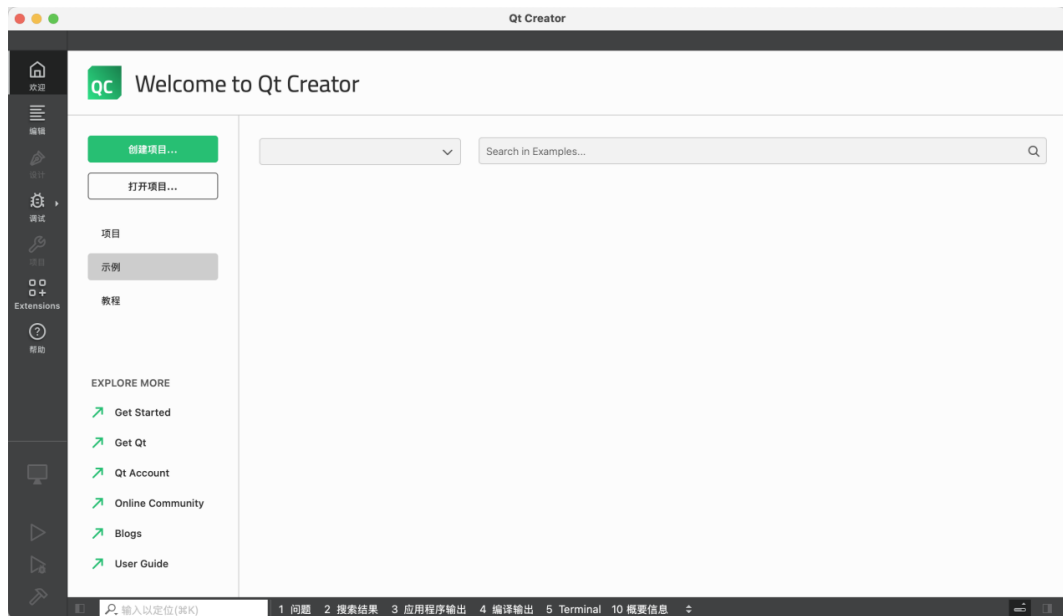 Qt Creator
欢迎
编辑
设计
调试
项目
Extensions
帮助
QC Welcome to Qt Creator
创建项目...
打开项目...
项目
示例
教程
Search in Examples...
EXPLORE MORE
Get Started
Get Qt
Qt Account
Online Community
Blogs
User Guide
输入以定位(⌘K)
1 问题 2 搜索结果 3 应用程序输出 4 编译输出 5 Terminal 10 概要信息